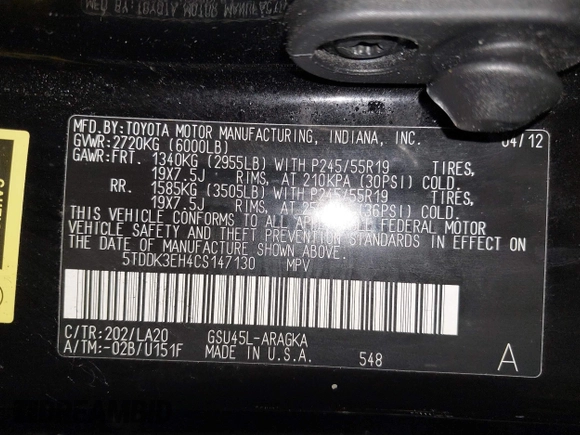 MFD.BY:TOYOTA MOTOR MANUFACTURING, INDIANA, INC. 04/12
GVWR:2720KG (6000LB)
GAWR:FRT. 1340KG (2955LB) WITH P245/55R19 TIRES,
19X7.5J RIMS, AT 210KPA (30PSI) COLD.
RR. 1585KG (3505LB) WITH P245/55R19 TIRES,
19X7.5J RIMS, AT (36PSI) COLD.
THIS VEHICLE CONFORMS TO ALL APPLICABLE FEDERAL MOTOR
VEHICLE SAFETY AND THEFT PREVENTION STANDARDS IN EFFECT ON
THE DATE OF MANUFACTURE SHOWN ABOVE.
5TDDK3EH4CS147130 MPV
C/TR:202/LA20 GSU45L-ARAGKA
A/TM:-02B/U151F MADE IN U.S.A. 548 A
DREAMBID